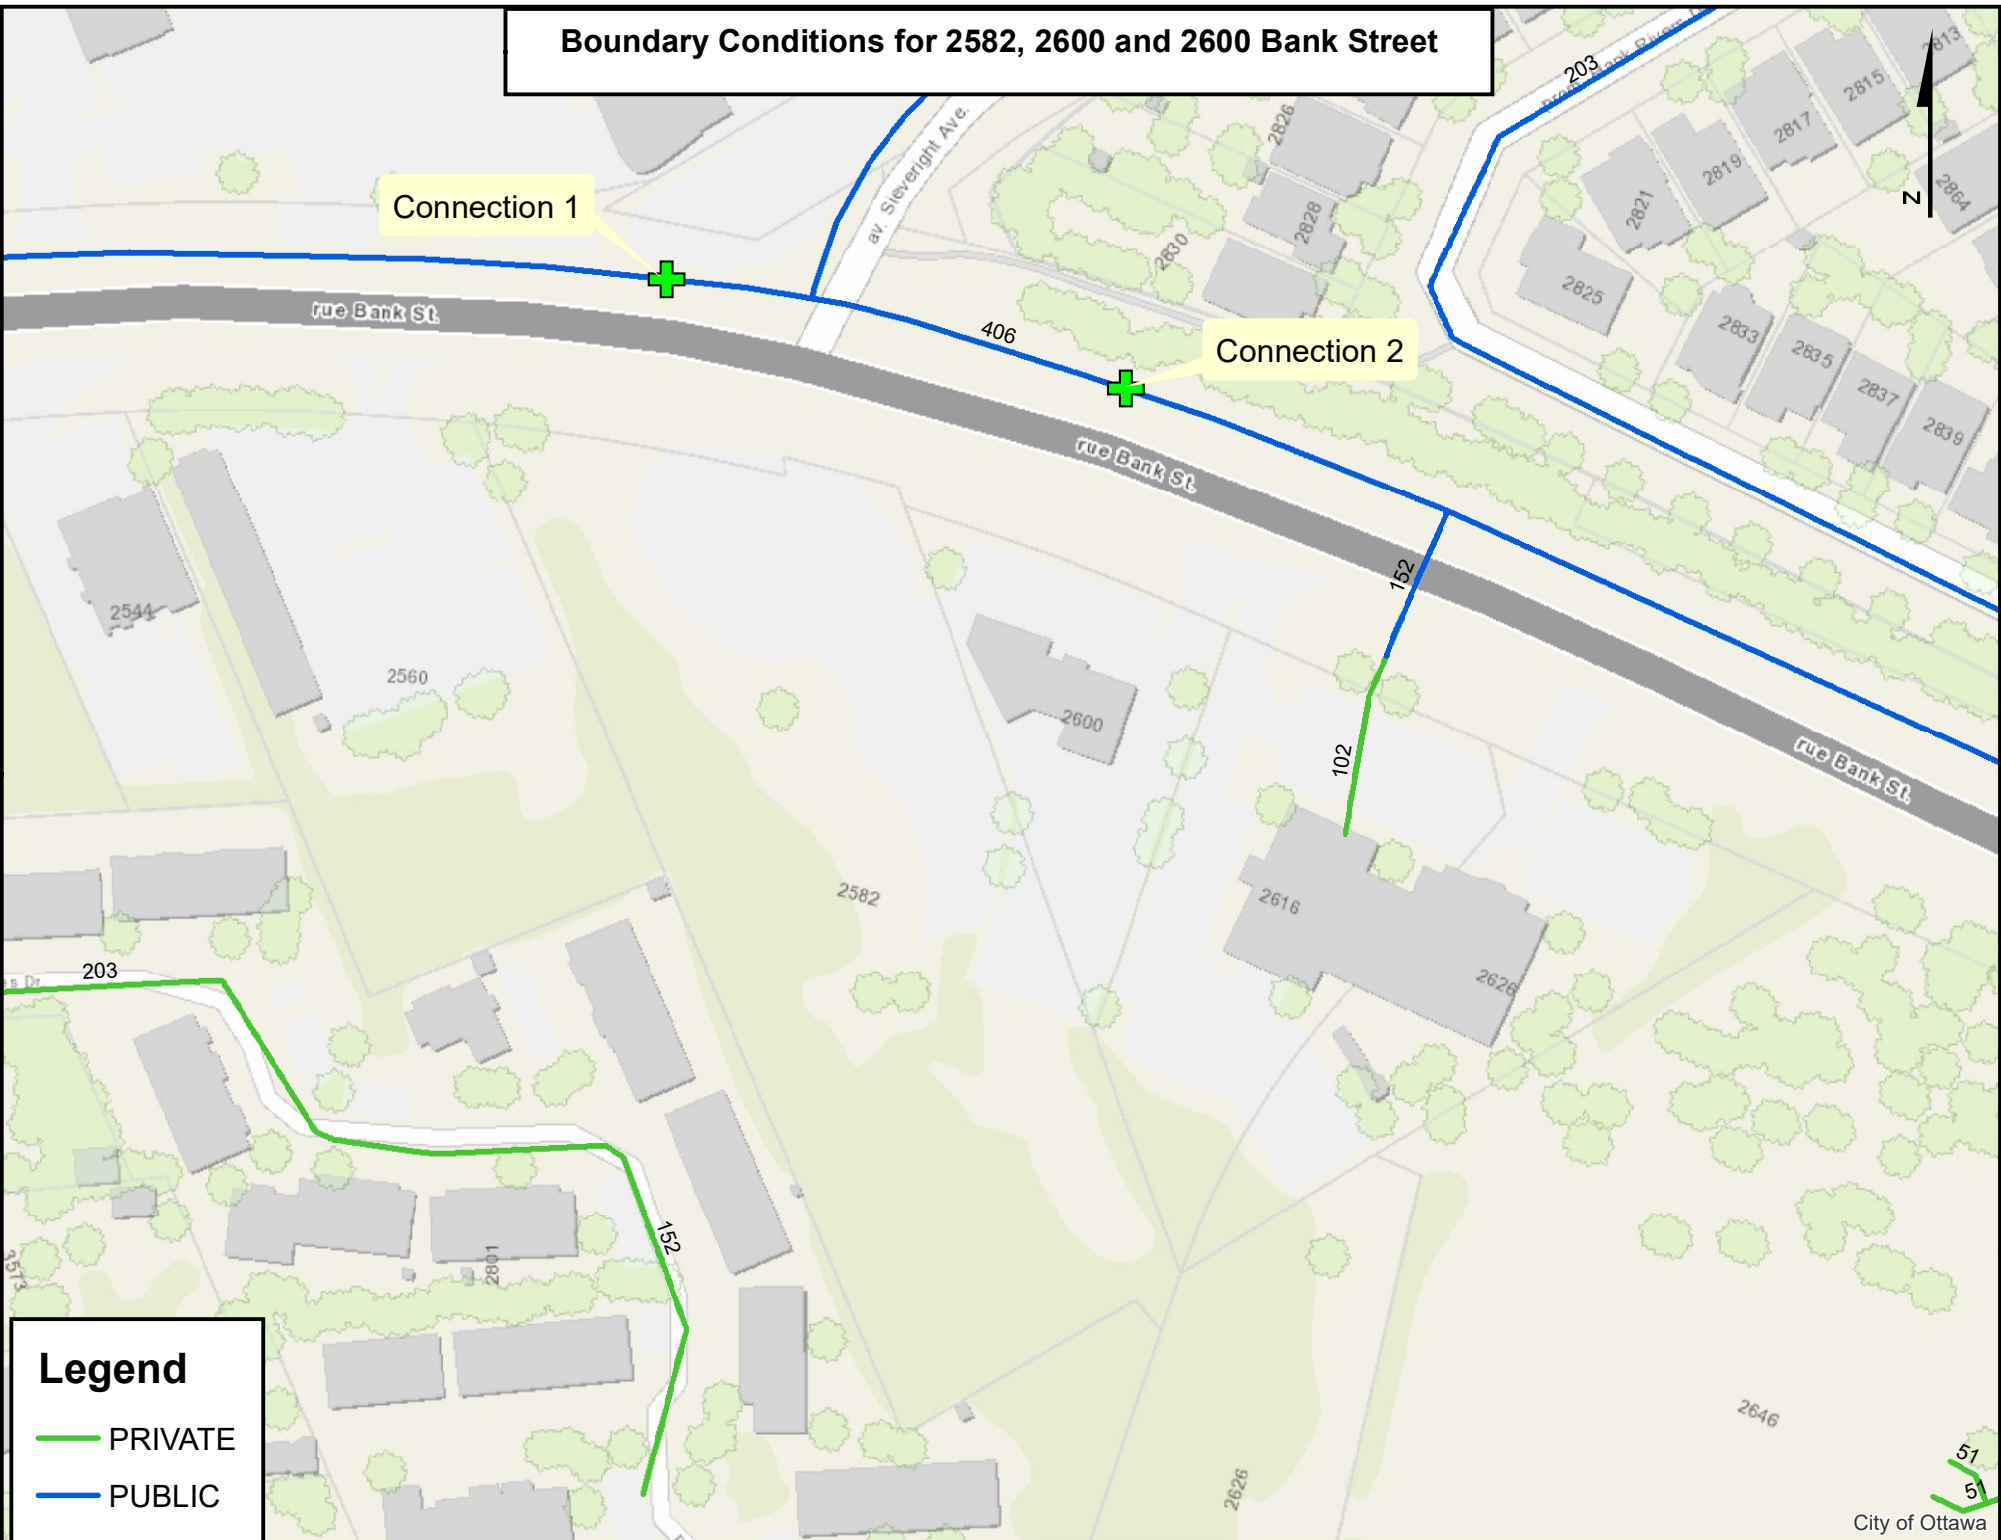 Boundary Conditions for 2582, 2600 and 2600 Bank Street
203
2813
2815
2817
2819
2821
2864
2826
2828
2830
2825
2833
2835
2837
2839
av. Sieveright Ave.
Connection 1
Connection 2
406
rue Bank St.
rue Bank St.
rue Bank St.
152
102
2544
2560
2600
2582
2616
2626
203
es Dr.
152
2801
3573
2626
2646
51
51
N
Legend
PRIVATE
PUBLIC
City of Ottawa